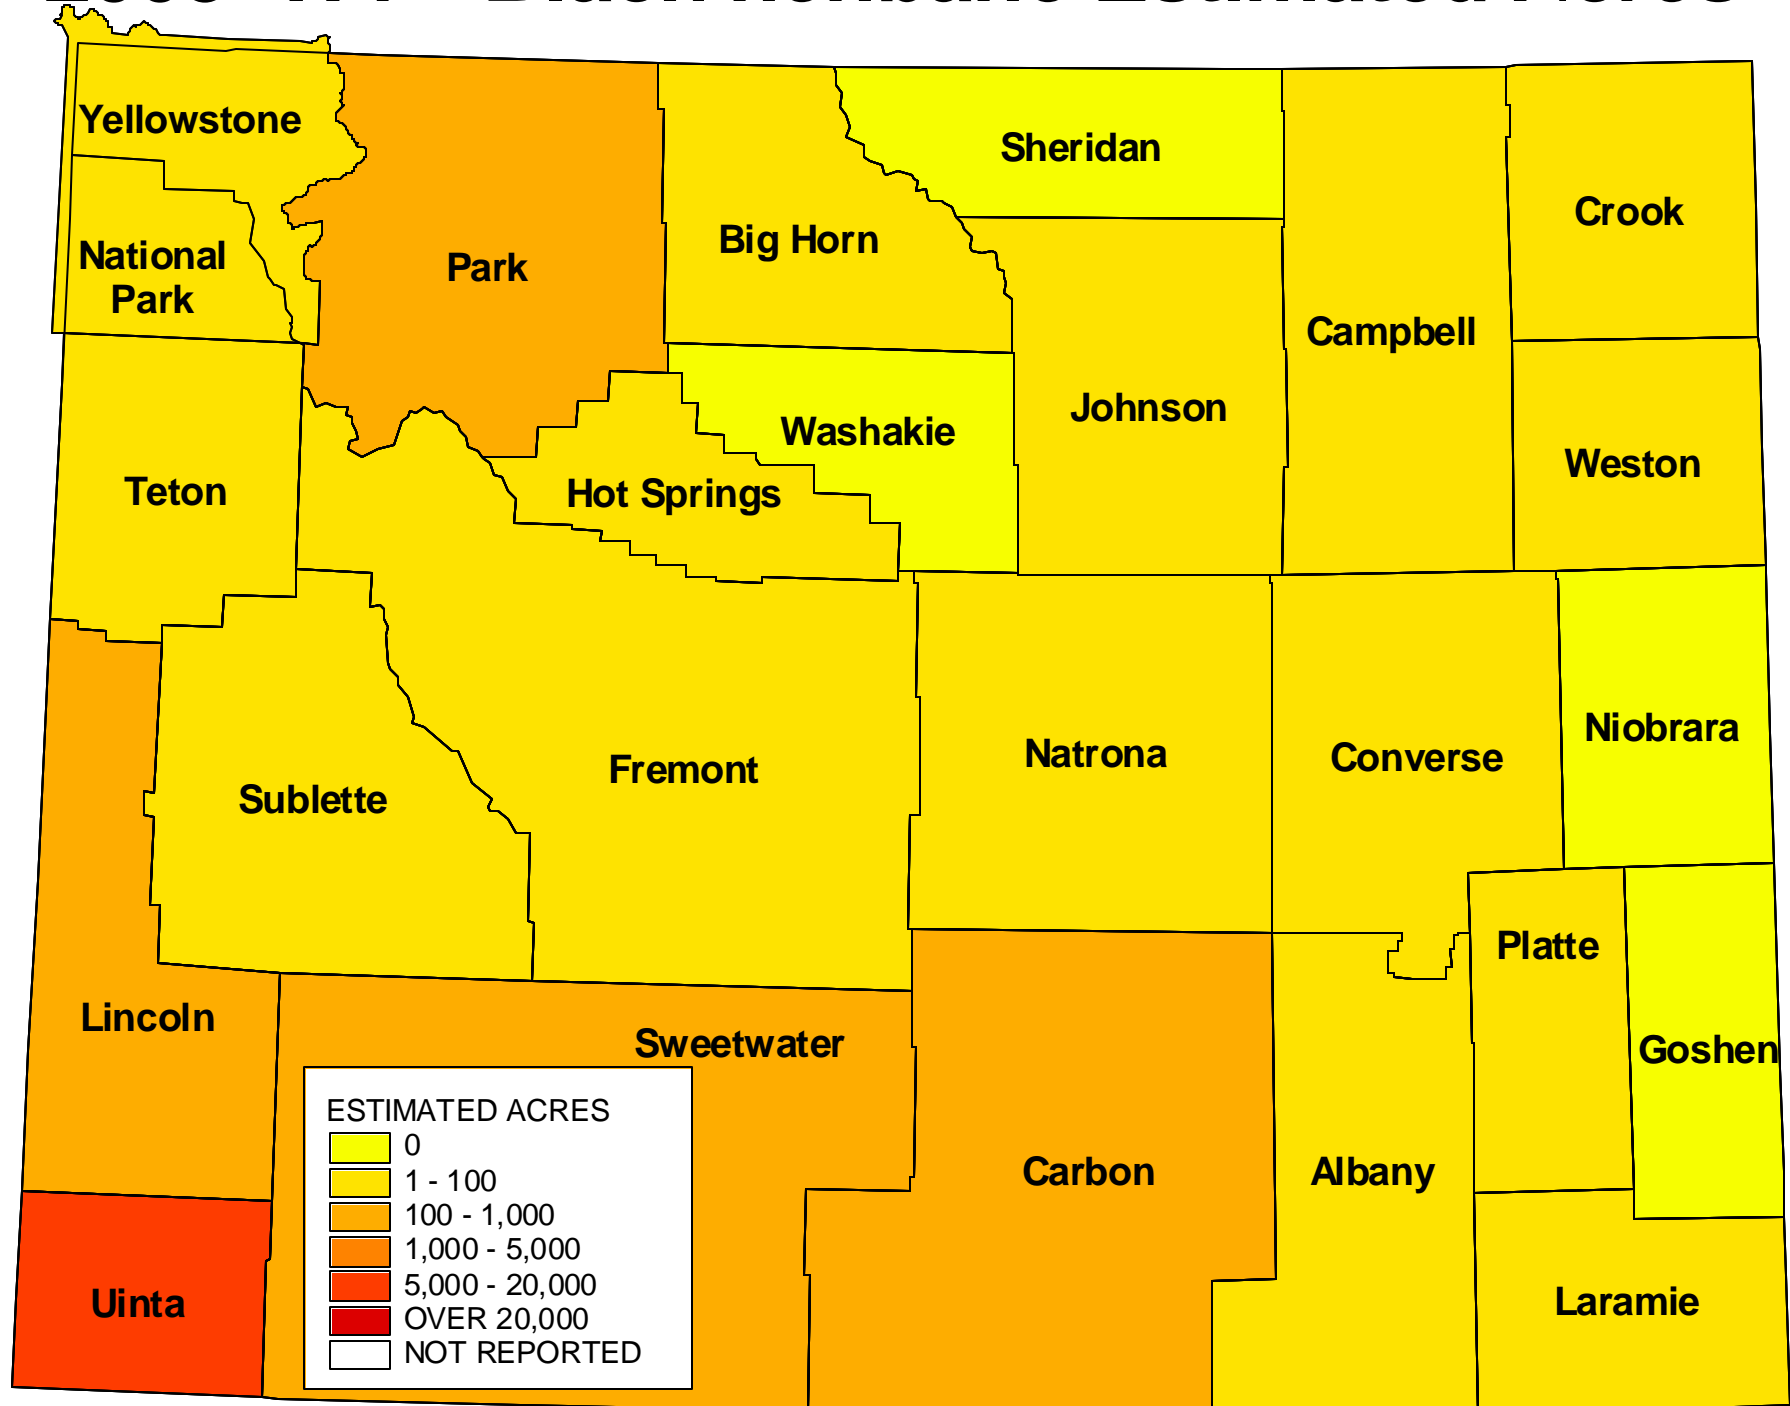 Estimated Acres
Yellowstone
National
Park
Park
Big Horn
Sheridan
Campbell
Crook
Johnson
Washakie
Hot Springs
Weston
Teton
Sublette
Fremont
Natrona
Converse
Niobrara
Platte
Goshen
Lincoln
Sweetwater
Carbon
Albany
Uinta
Laramie
ESTIMATED ACRES
0
1 - 100
100 - 1,000
1,000 - 5,000
5,000 - 20,000
OVER 20,000
NOT REPORTED